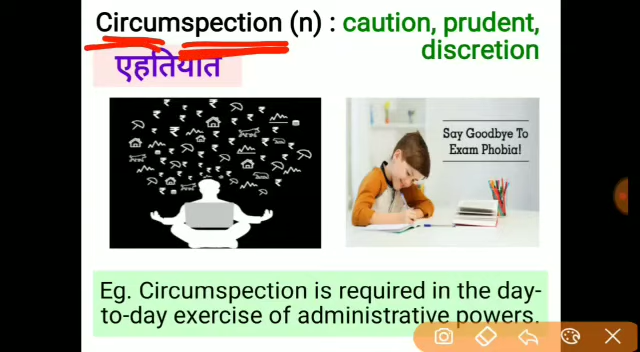 Circumspection (n) : caution, prudent,
discretion
एहतियात
Say Goodbye To
Exam Phobia!
Eg. Circumspection is required in the day-
to-day exercise of administrative powers.